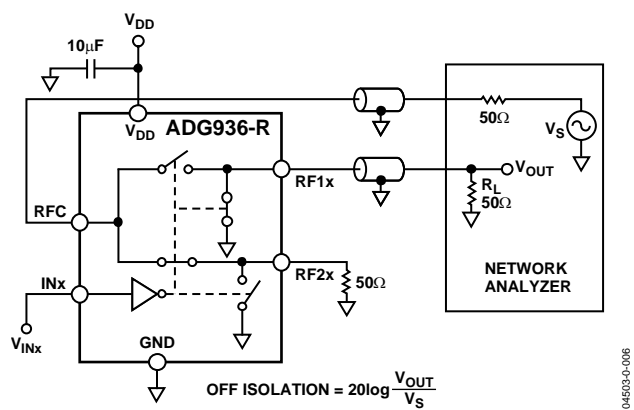 VDD
10µF
VDD
ADG936-R
50Ω
VS
RF1x
VOUT
RL
50Ω
RFC
RF2x
50Ω
NETWORK
ANALYZER
INx
VINx
GND
OFF ISOLATION = 20log VOUT/VS
04503-0-006